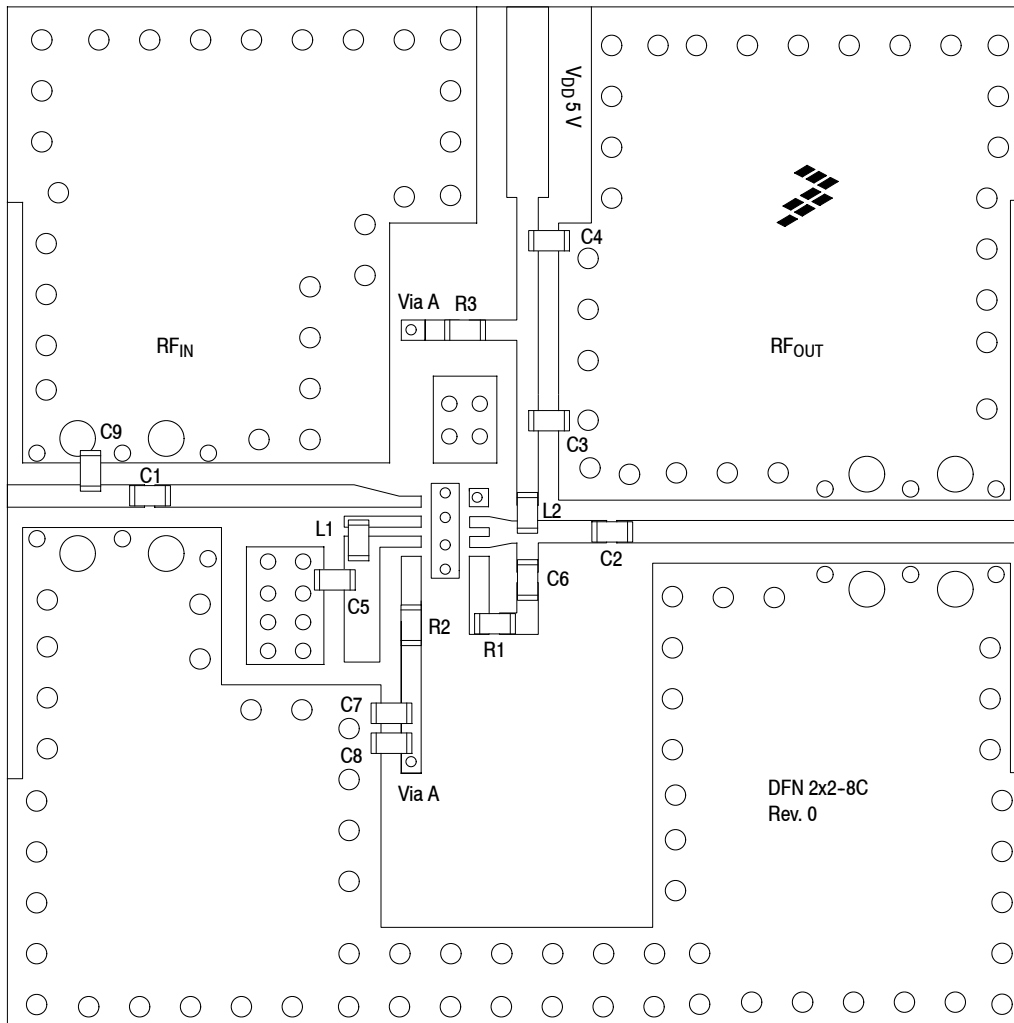 VDD 5 V
C4
Via A
R3
RFIN
RFOUT
C9
C3
C1
L2
L1
C2
C6
C5
R2
R1
C7
C8
Via A
DFN 2x2-8C
Rev. 0